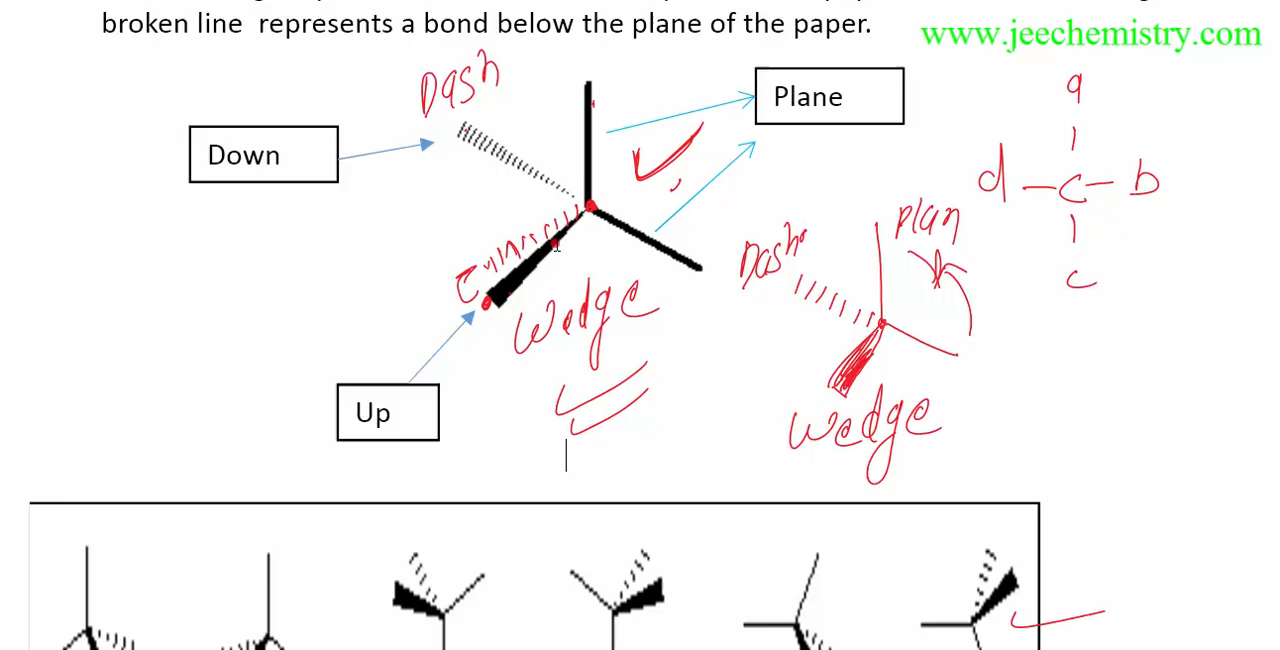 broken line represents a bond below the plane of the paper.
www.jeechemistry.com
Dash
Plane
a
Down
d – c – b
c
Plan
Dash
Wedge
Up
Wedge